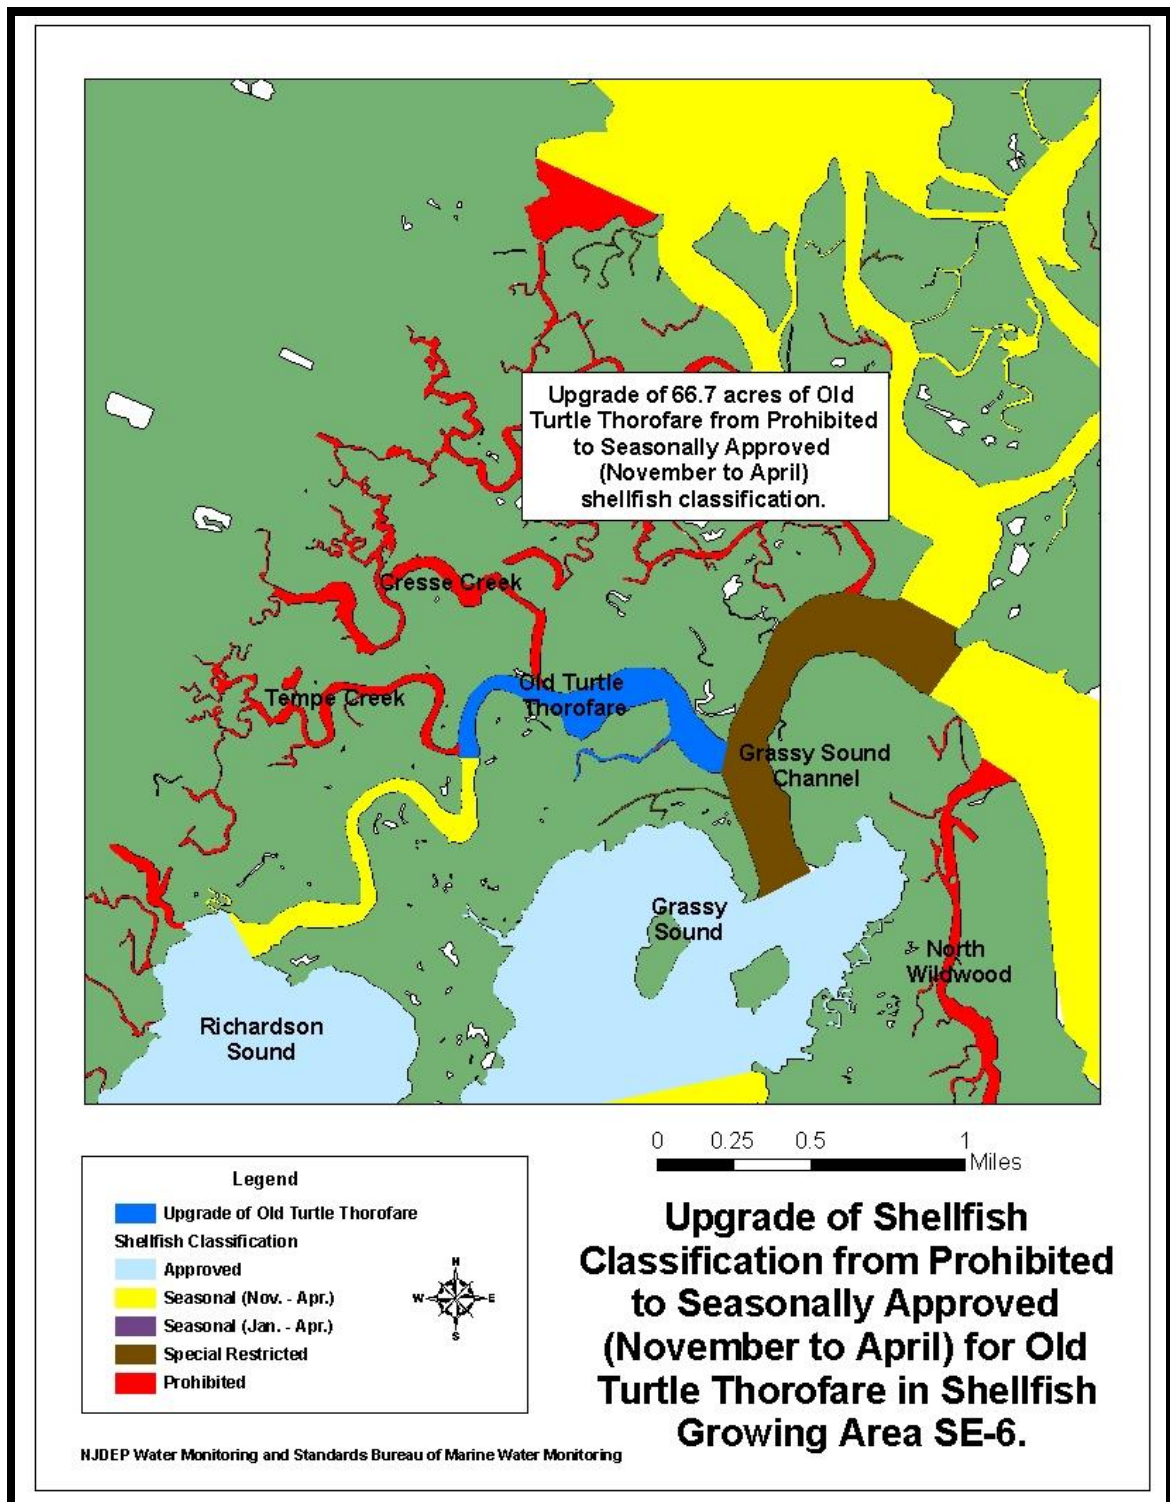 Upgrade of 66.7 acres of Old
Turtle Thorofare from Prohibited
to Seasonally Approved
(November to April)
shellfish classification.
Cresse Creek
Tempe Creek
Old Turtle
Thorofare
Grassy Sound
Channel
Grassy
Sound
North
Wildwood
Richardson
Sound
0 0.25 0.5 1
Miles
Legend
Upgrade of Old Turtle Thorofare
Shellfish Classification
Approved
Seasonal (Nov. - Apr.)
Seasonal (Jan. - Apr.)
Special Restricted
Prohibited
N
W E
S
Upgrade of Shellfish
Classification from Prohibited
to Seasonally Approved
(November to April) for Old
Turtle Thorofare in Shellfish
Growing Area SE-6.
NJDEP Water Monitoring and Standards Bureau of Marine Water Monitoring